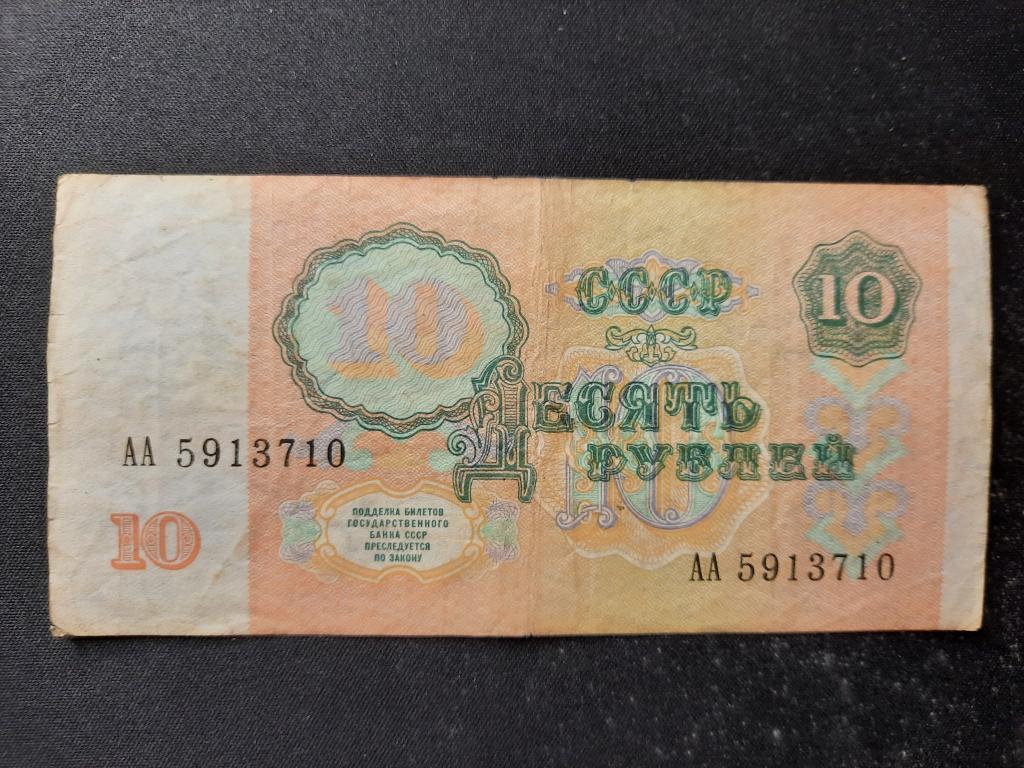 10
СССР
10
10
ДЕСЯТЬ
РУБЛЕЙ
АА 5913710
10
ПОДДЕЛКА БИЛЕТОВ
ГОСУДАРСТВЕННОГО
БАНКА СССР
ПРЕСЛЕДУЕТСЯ
ПО ЗАКОНУ
АА 5913710